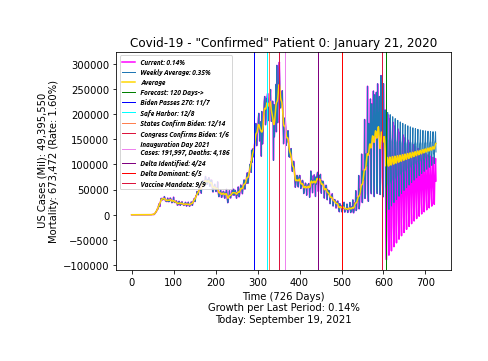 Covid-19 - "Confirmed" Patient 0: January 21, 2020
US Cases (Mil): 49,395,550
Mortality: 673,472 (Rate: 1.60%)
300000
250000
200000
150000
100000
50000
0
−50000
−100000
Current: 0.14%
Weekly Average: 0.35%
Average
Forecast: 120 Days->
Biden Passes 270: 11/7
Safe Harbor: 12/8
States Confirm Biden: 12/14
Congress Confirms Biden: 1/6
Inauguration Day 2021
Cases: 191,997, Deaths: 4,186
Delta Identified: 4/24
Delta Dominant: 6/5
Vaccine Mandate: 9/9
0 100 200 300 400 500 600 700
Time (726 Days)
Growth per Last Period: 0.14%
Today: September 19, 2021